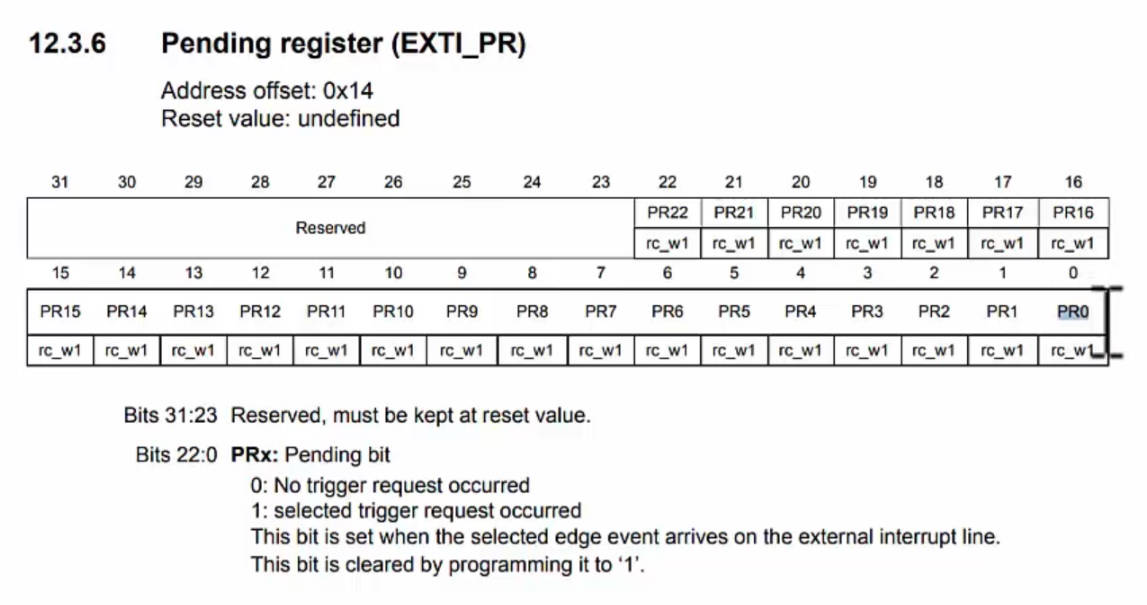 12.3.6 Pending register (EXTI_PR)
Address offset: 0x14
Reset value: undefined
31 30 29 28 27 26 25 24 23 22 21 20 19 18 17 16
Reserved PR22 PR21 PR20 PR19 PR18 PR17 PR16
rc_w1 rc_w1 rc_w1 rc_w1 rc_w1 rc_w1 rc_w1
15 14 13 12 11 10 9 8 7 6 5 4 3 2 1 0
PR15 PR14 PR13 PR12 PR11 PR10 PR9 PR8 PR7 PR6 PR5 PR4 PR3 PR2 PR1 PR0
rc_w1 rc_w1 rc_w1 rc_w1 rc_w1 rc_w1 rc_w1 rc_w1 rc_w1 rc_w1 rc_w1 rc_w1 rc_w1 rc_w1 rc_w1 rc_w1
Bits 31:23 Reserved, must be kept at reset value.
Bits 22:0 PRx: Pending bit
0: No trigger request occurred
1: selected trigger request occurred
This bit is set when the selected edge event arrives on the external interrupt line.
This bit is cleared by programming it to ‘1’.